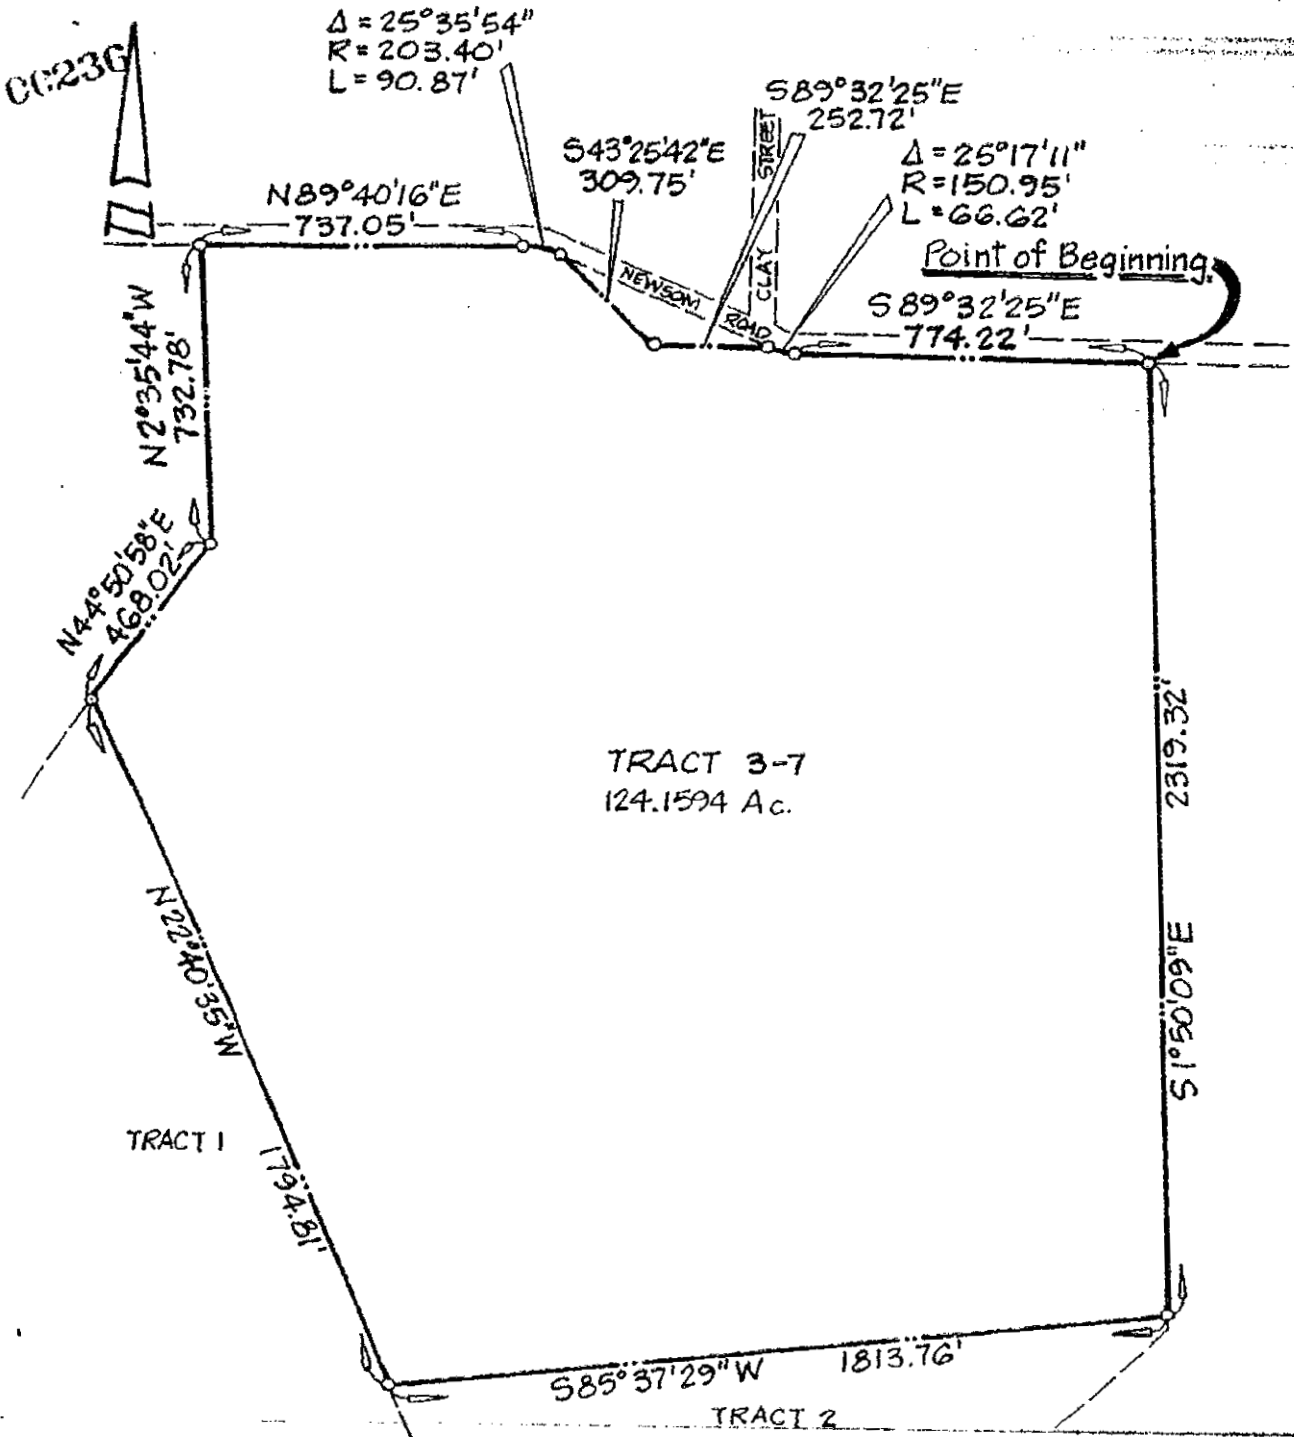 CC236
Δ = 25°35'54"
R = 203.40'
L = 90.87'
S89°32'25"E
252.72'
S43°25'42"E
309.75'
Δ = 25°17'11"
R = 150.95'
L = 66.62'
N89°40'16"E
737.05'
Point of Beginning
S89°32'25"E
774.22'
CLAY STREET
NEWSOM ROAD
N2°35'44"W
732.78'
N44°50'58"E
468.02'
TRACT 3-7
124.1594 Ac.
2319.32'
S1°50'09"E
N22°40'35"W
1794.81'
TRACT 1
S85°37'29"W 1813.76'
TRACT 2